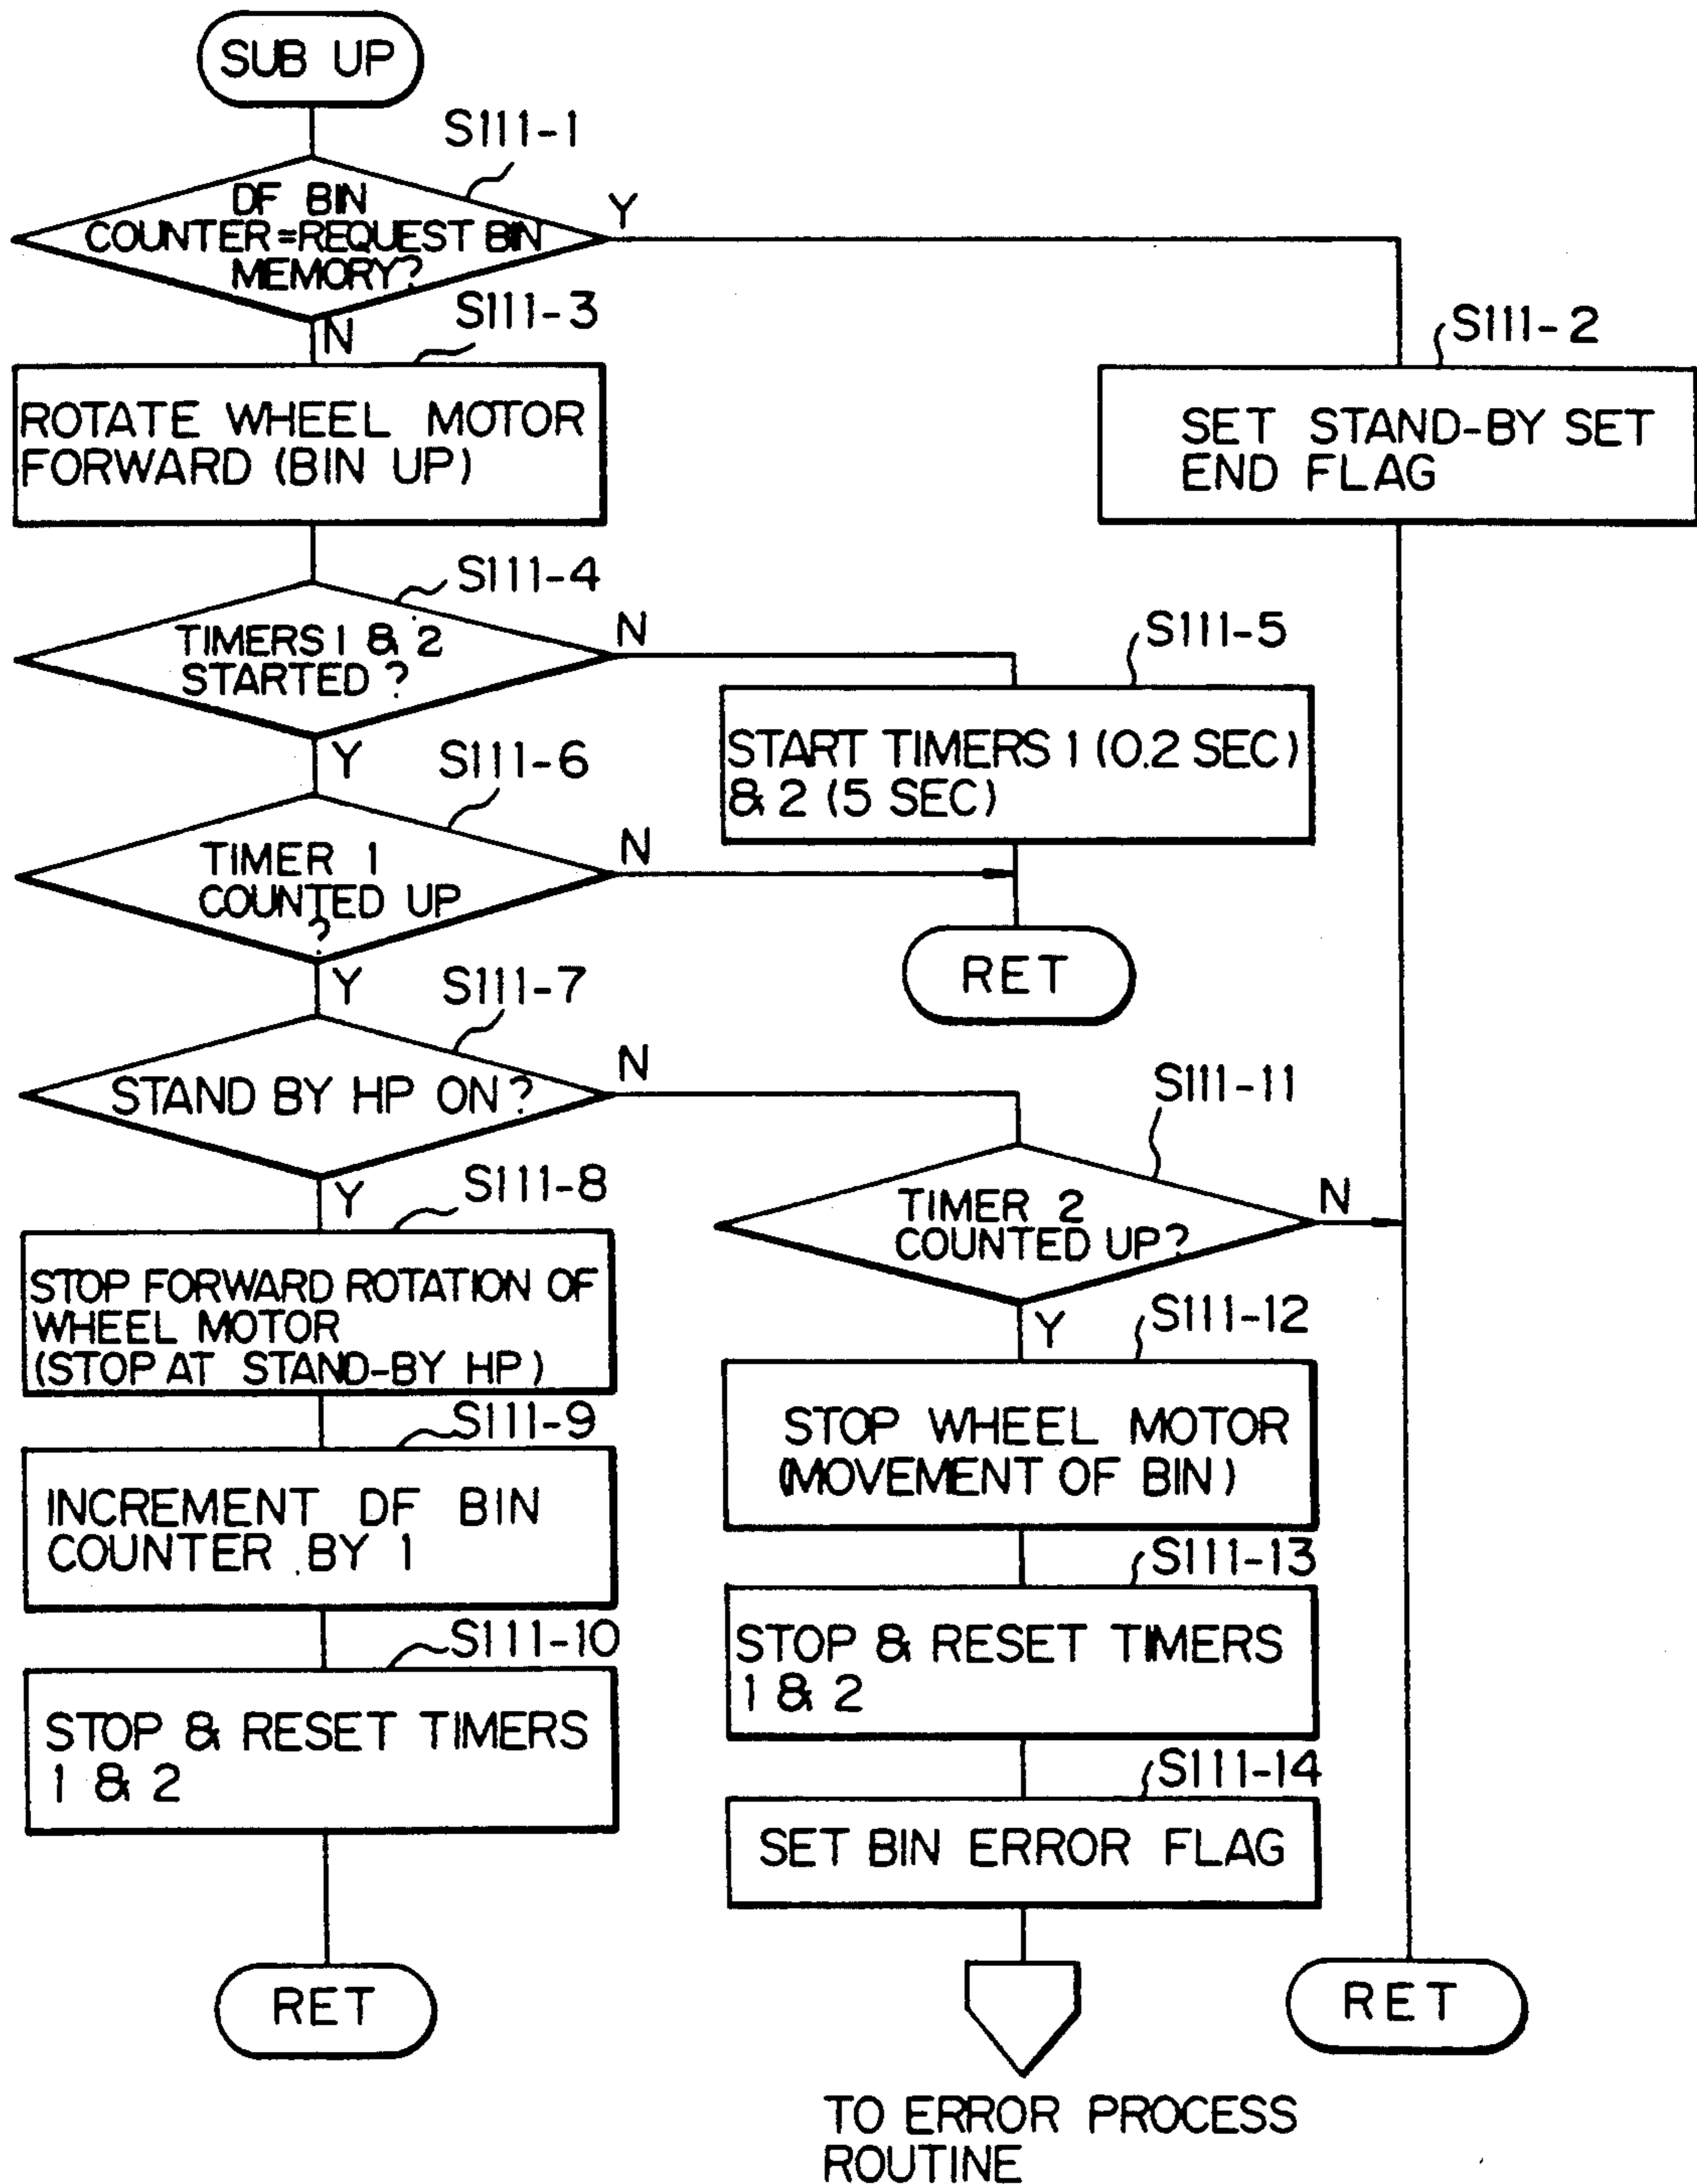 SUB UP
S111-1
DF BIN
COUNTER=REQUEST BIN
MEMORY?
Y
N
S111-3
S111-2
ROTATE WHEEL MOTOR
FORWARD (BIN UP)
SET STAND-BY SET
END FLAG
S111-4
TIMERS 1 & 2
STARTED?
N
Y
S111-5
START TIMERS 1 (0.2 SEC)
& 2 (5 SEC)
S111-6
TIMER 1
COUNTED UP
?
N
Y
RET
S111-7
STAND BY HP ON?
N
Y
S111-11
TIMER 2
COUNTED UP?
N
Y
S111-8
STOP FORWARD ROTATION OF
WHEEL MOTOR
(STOP AT STAND-BY HP)
S111-12
STOP WHEEL MOTOR
(MOVEMENT OF BIN)
S111-9
INCREMENT DF BIN
COUNTER BY 1
S111-13
STOP & RESET TIMERS
1 & 2
S111-10
STOP & RESET TIMERS
1 & 2
S111-14
SET BIN ERROR FLAG
RET
RET
TO ERROR PROCESS
ROUTINE